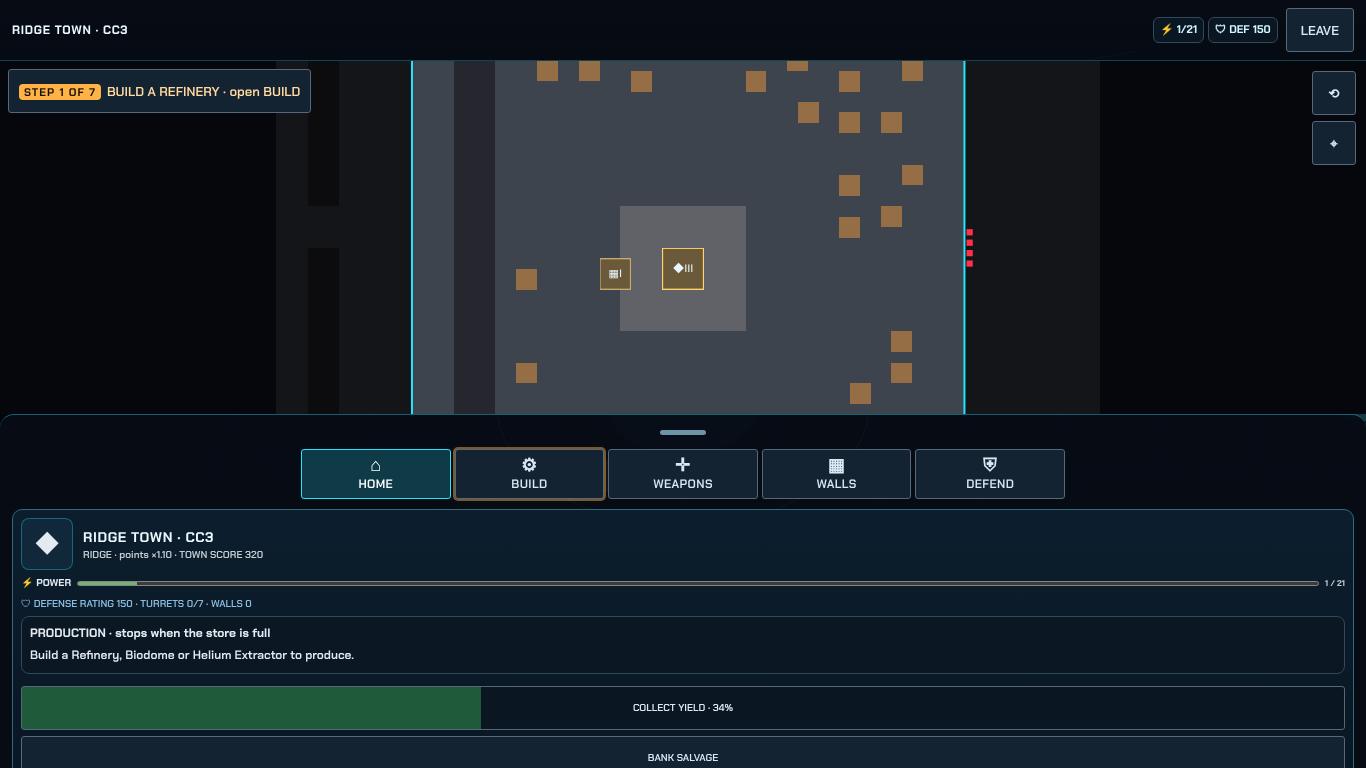 RIDGE TOWN · CC3
⚡ 1/21
🛡 DEF 150
LEAVE
STEP 1 OF 7 BUILD A REFINERY · open BUILD
HOME
BUILD
WEAPONS
WALLS
DEFEND
RIDGE TOWN · CC3
RIDGE · points ×1.10 · TOWN SCORE 320
⚡ POWER 1 / 21
🛡 DEFENSE RATING 150 · TURRETS 0/7 · WALLS 0
PRODUCTION · stops when the store is full
Build a Refinery, Biodome or Helium Extractor to produce.
COLLECT YIELD · 34%
BANK SALVAGE